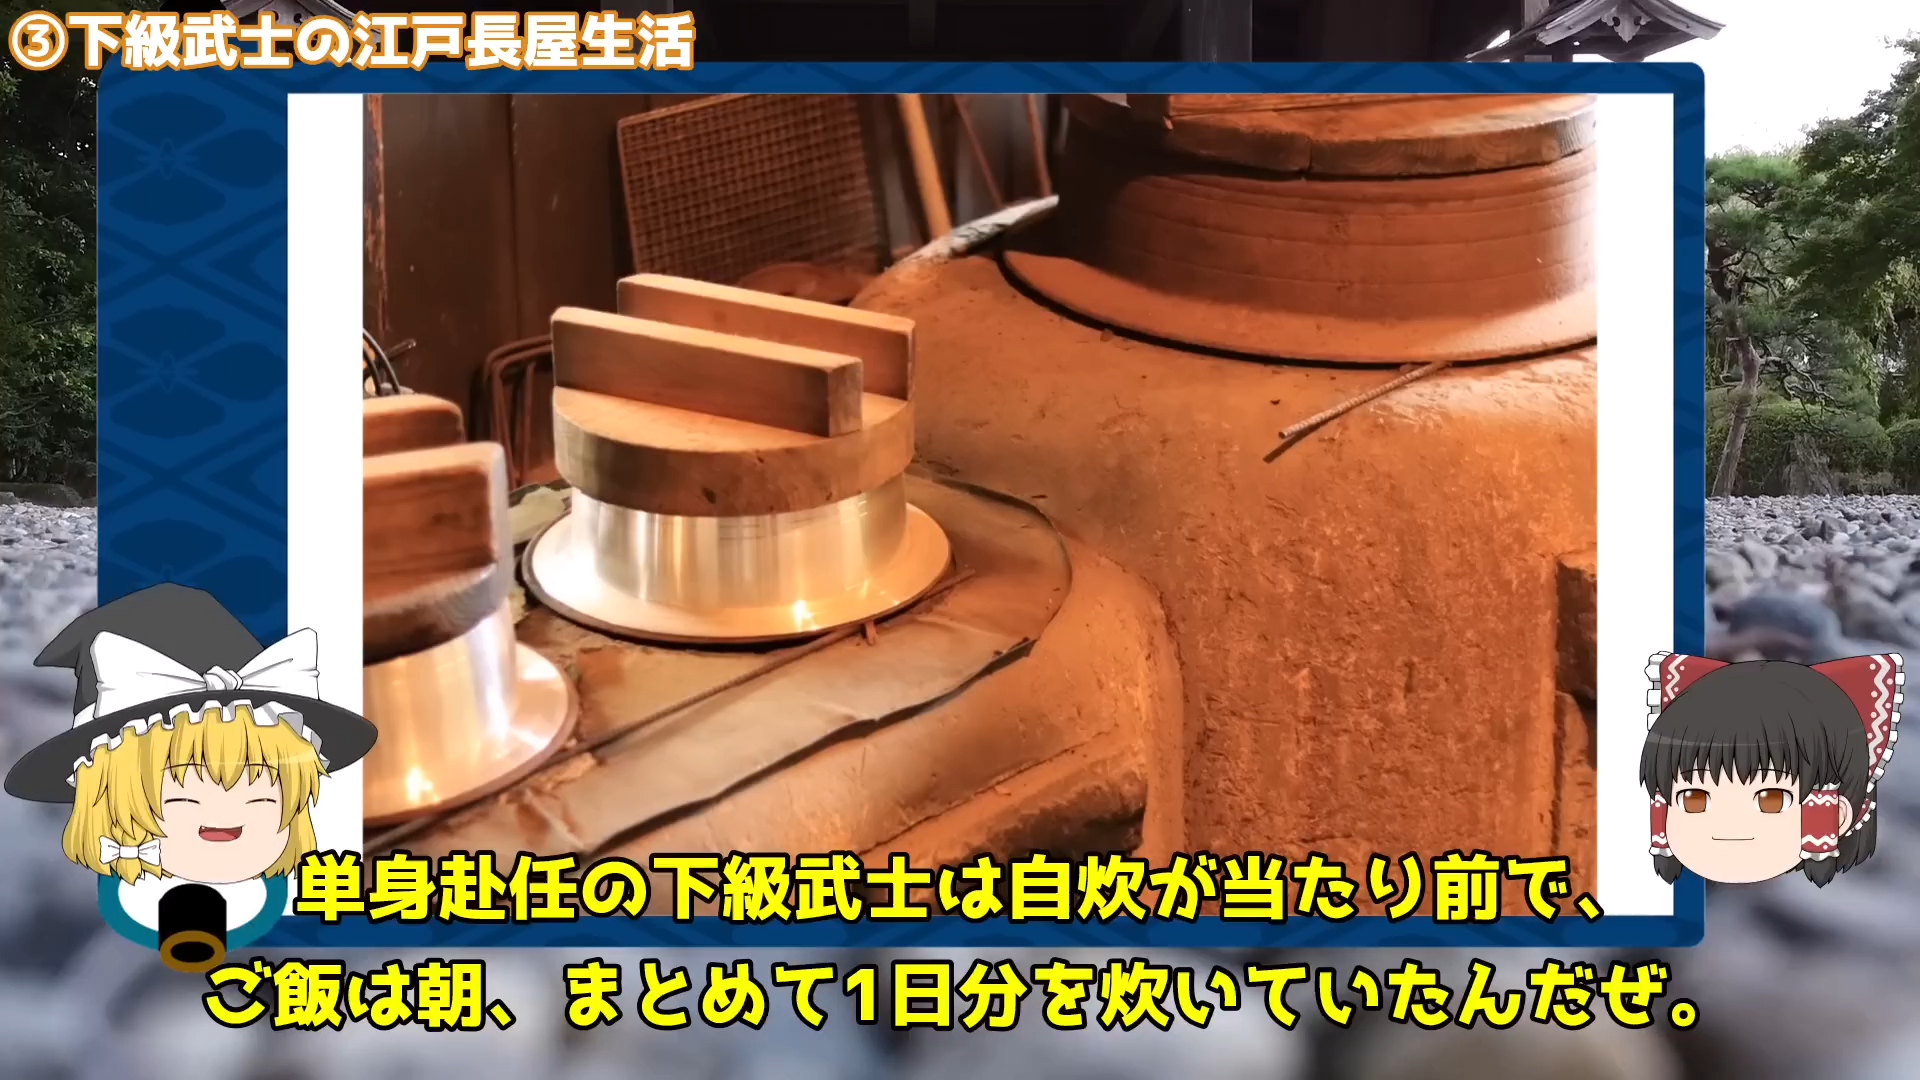 ③下級武士の江戸長屋生活
単身赴任の下級武士は自炊が当たり前で、
ご飯は朝、まとめて1日分を炊いていたんだぜ。